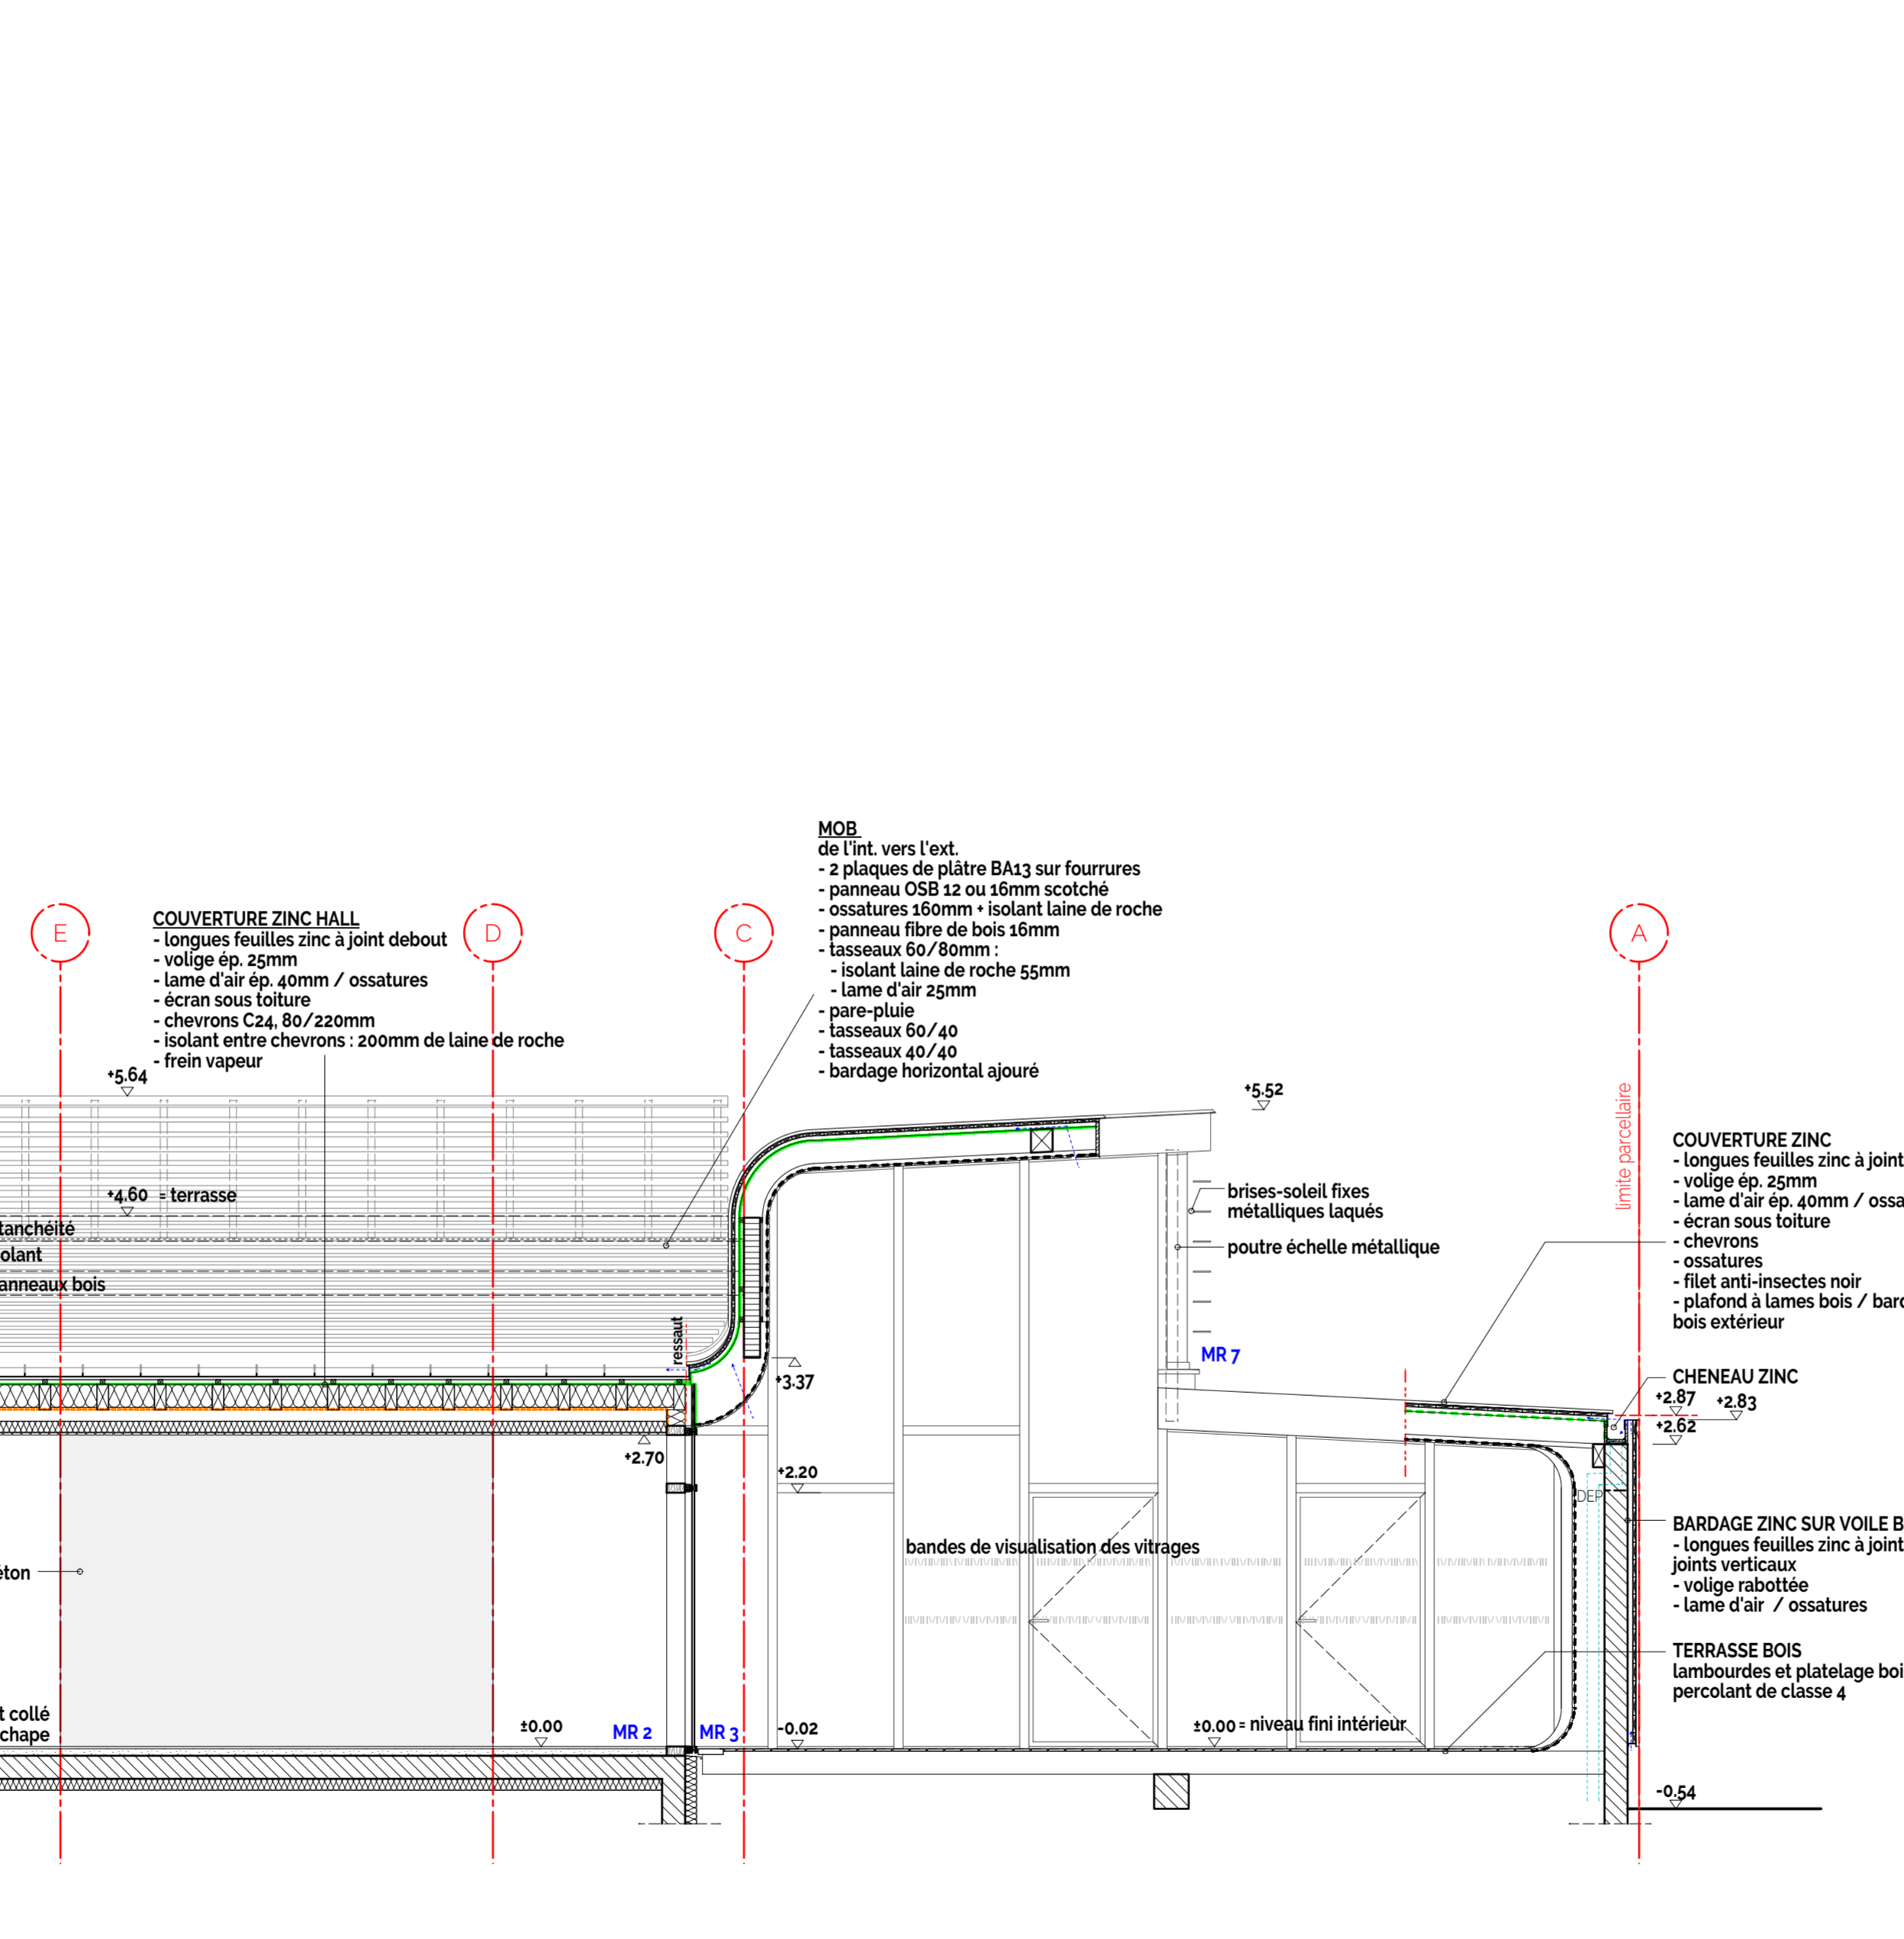 MOB
de l'int. vers l'ext.
- 2 plaques de plâtre BA13 sur fourrures
- panneau OSB 12 ou 16mm scotché
- ossatures 160mm + isolant laine de roche
- panneau fibre de bois 16mm
- tasseaux 60/80mm :
- isolant laine de roche 55mm
- lame d'air 25mm
- pare-pluie
- tasseaux 60/40
- tasseaux 40/40
- bardage horizontal ajouré
E
D
C
A
COUVERTURE ZINC HALL
- longues feuilles zinc à joint debout
- volige ép. 25mm
- lame d'air ép. 40mm / ossatures
- écran sous toiture
- chevrons C24, 80/220mm
- isolant entre chevrons : 200mm de laine de roche
- frein vapeur
+5.64
+5.52
limite parcellaire
COUVERTURE ZINC
- longues feuilles zinc à joint
- volige ép. 25mm
- lame d'air ép. 40mm / ossa
- écran sous toiture
- chevrons
- ossatures
- filet anti-insectes noir
- plafond à lames bois / bard
bois extérieur
+4.60 = terrasse
tanchéité
olant
anneaux bois
brises-soleil fixes
métalliques laqués
poutre échelle métallique
ressaut
MR 7
+3.37
CHENEAU ZINC
+2.87
+2.83
+2.62
+2.70
+2.20
DEP
BARDAGE ZINC SUR VOILE B
- longues feuilles zinc à joint
joints verticaux
- volige rabottée
- lame d'air / ossatures
bandes de visualisation des vitrages
éton
TERRASSE BOIS
lambourdes et platelage boi
percolant de classe 4
t collé
chape
±0.00
MR 2
MR 3
-0.02
±0.00 = niveau fini intérieur
-0.54